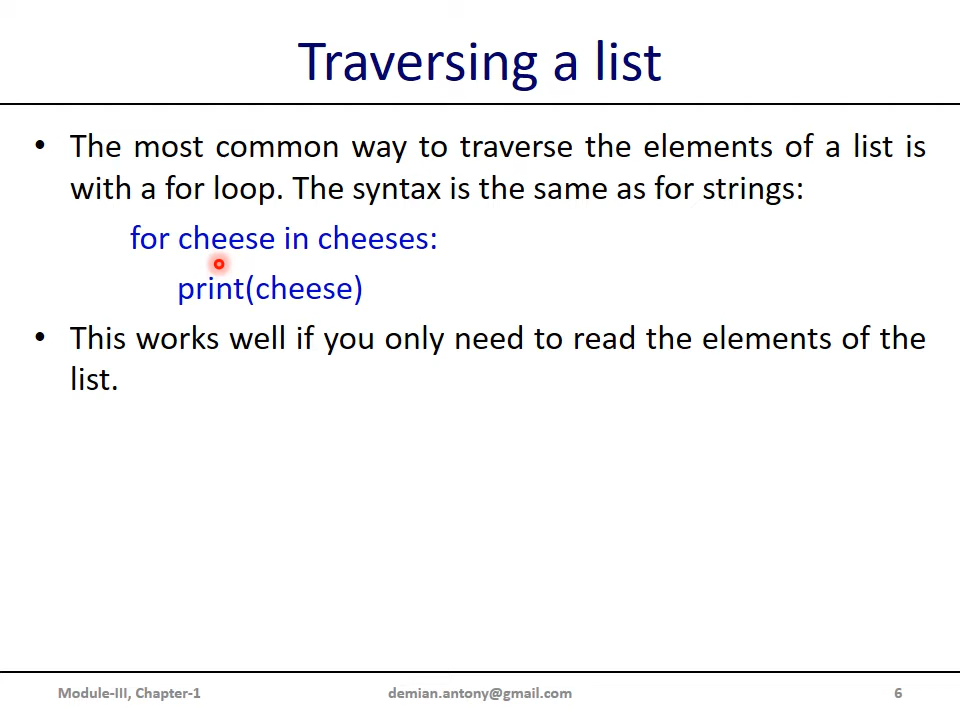 Traversing a list
• The most common way to traverse the elements of a list is
with a for loop. The syntax is the same as for strings:
for cheese in cheeses:
print(cheese)
• This works well if you only need to read the elements of the
list.
Module-III, Chapter-1 demian.antony@gmail.com 6